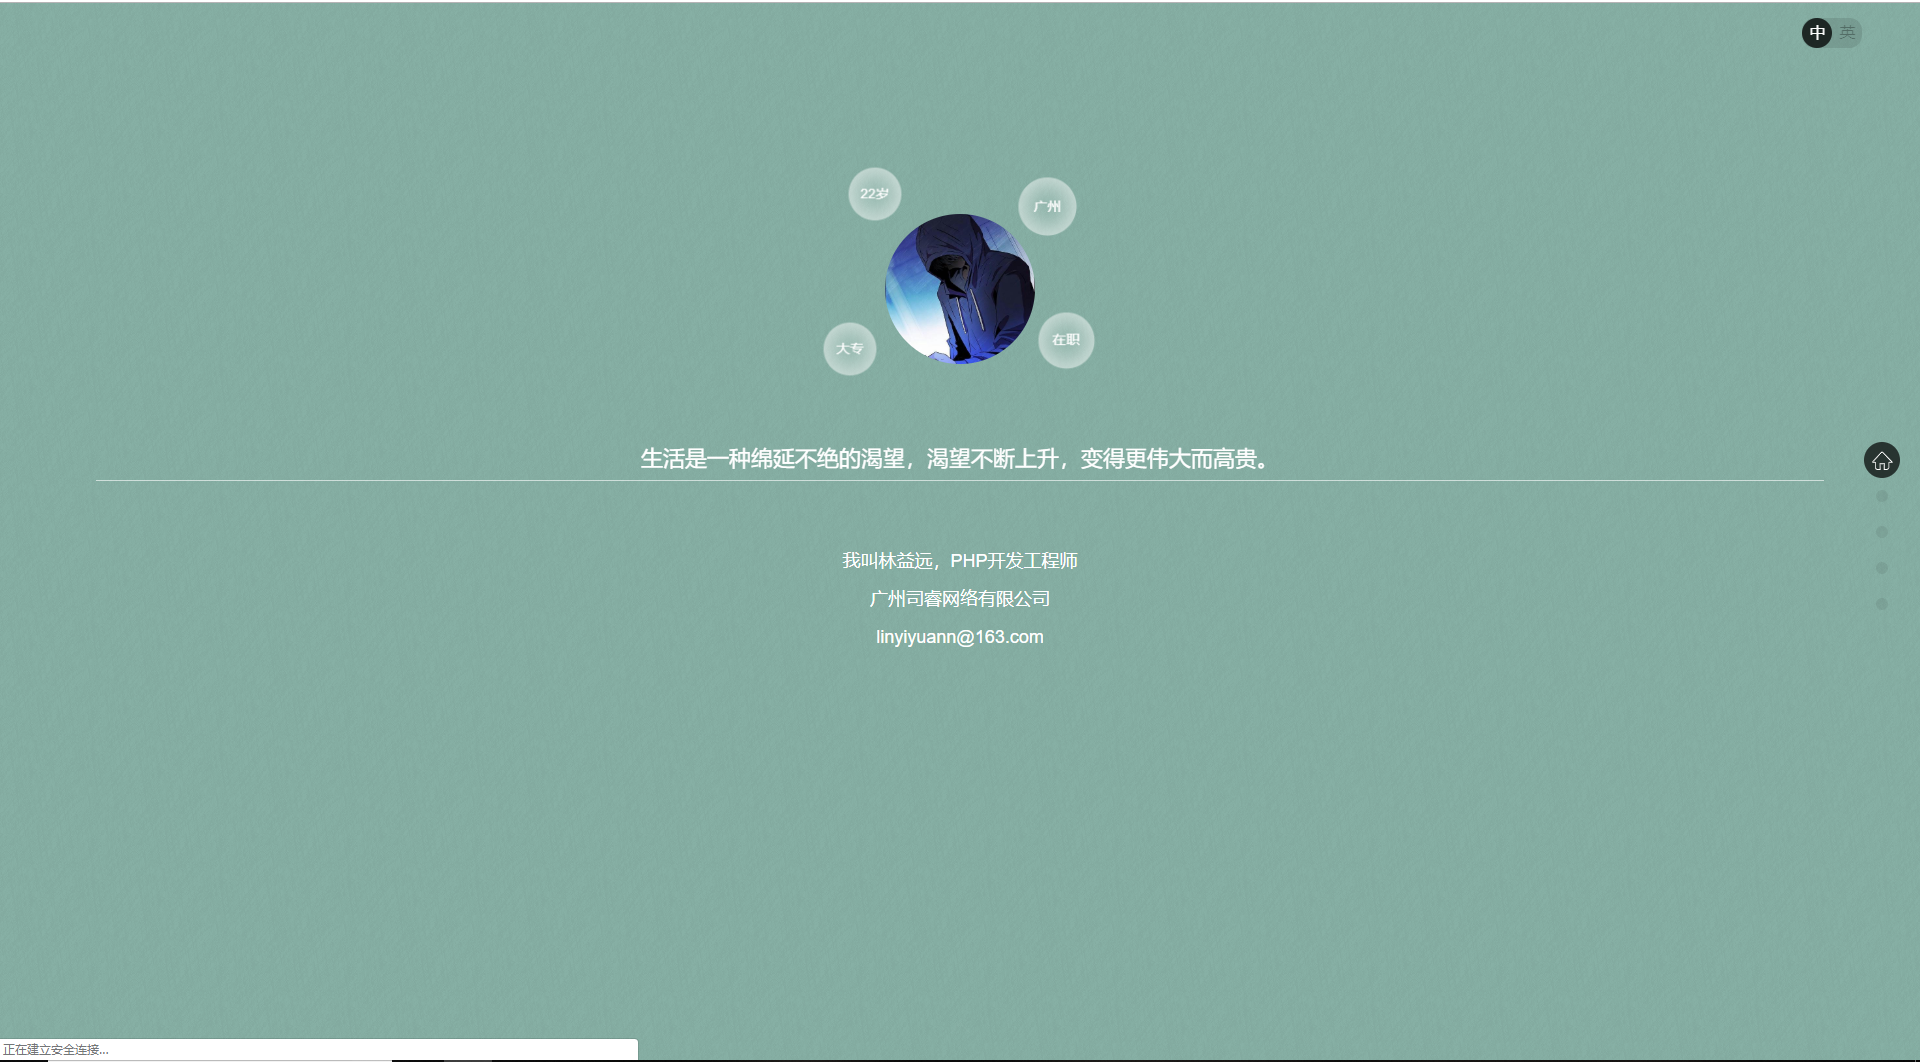 中 英
22岁
广州
大专
在职
生活是一种绵延不绝的渴望，渴望不断上升，变得更伟大而高贵。
我叫林益远，PHP开发工程师
广州司睿网络有限公司
linyiyuann@163.com
正在建立安全连接...